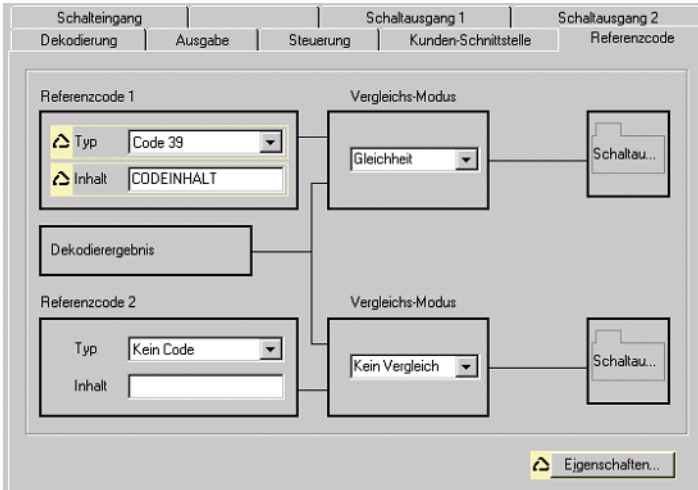 Schalteingang Schaltausgang 1 Schaltausgang 2
Dekodierung Ausgabe Steuerung Kunden-Schnittstelle Referenzcode
Referenzcode 1 Vergleichs-Modus
Typ Code 39
Gleichheit Schaltau...
Inhalt CODEINHALT
Dekodierergebnis
Referenzcode 2 Vergleichs-Modus
Typ Kein Code
Kein Vergleich Schaltau...
Inhalt
Eigenschaften...